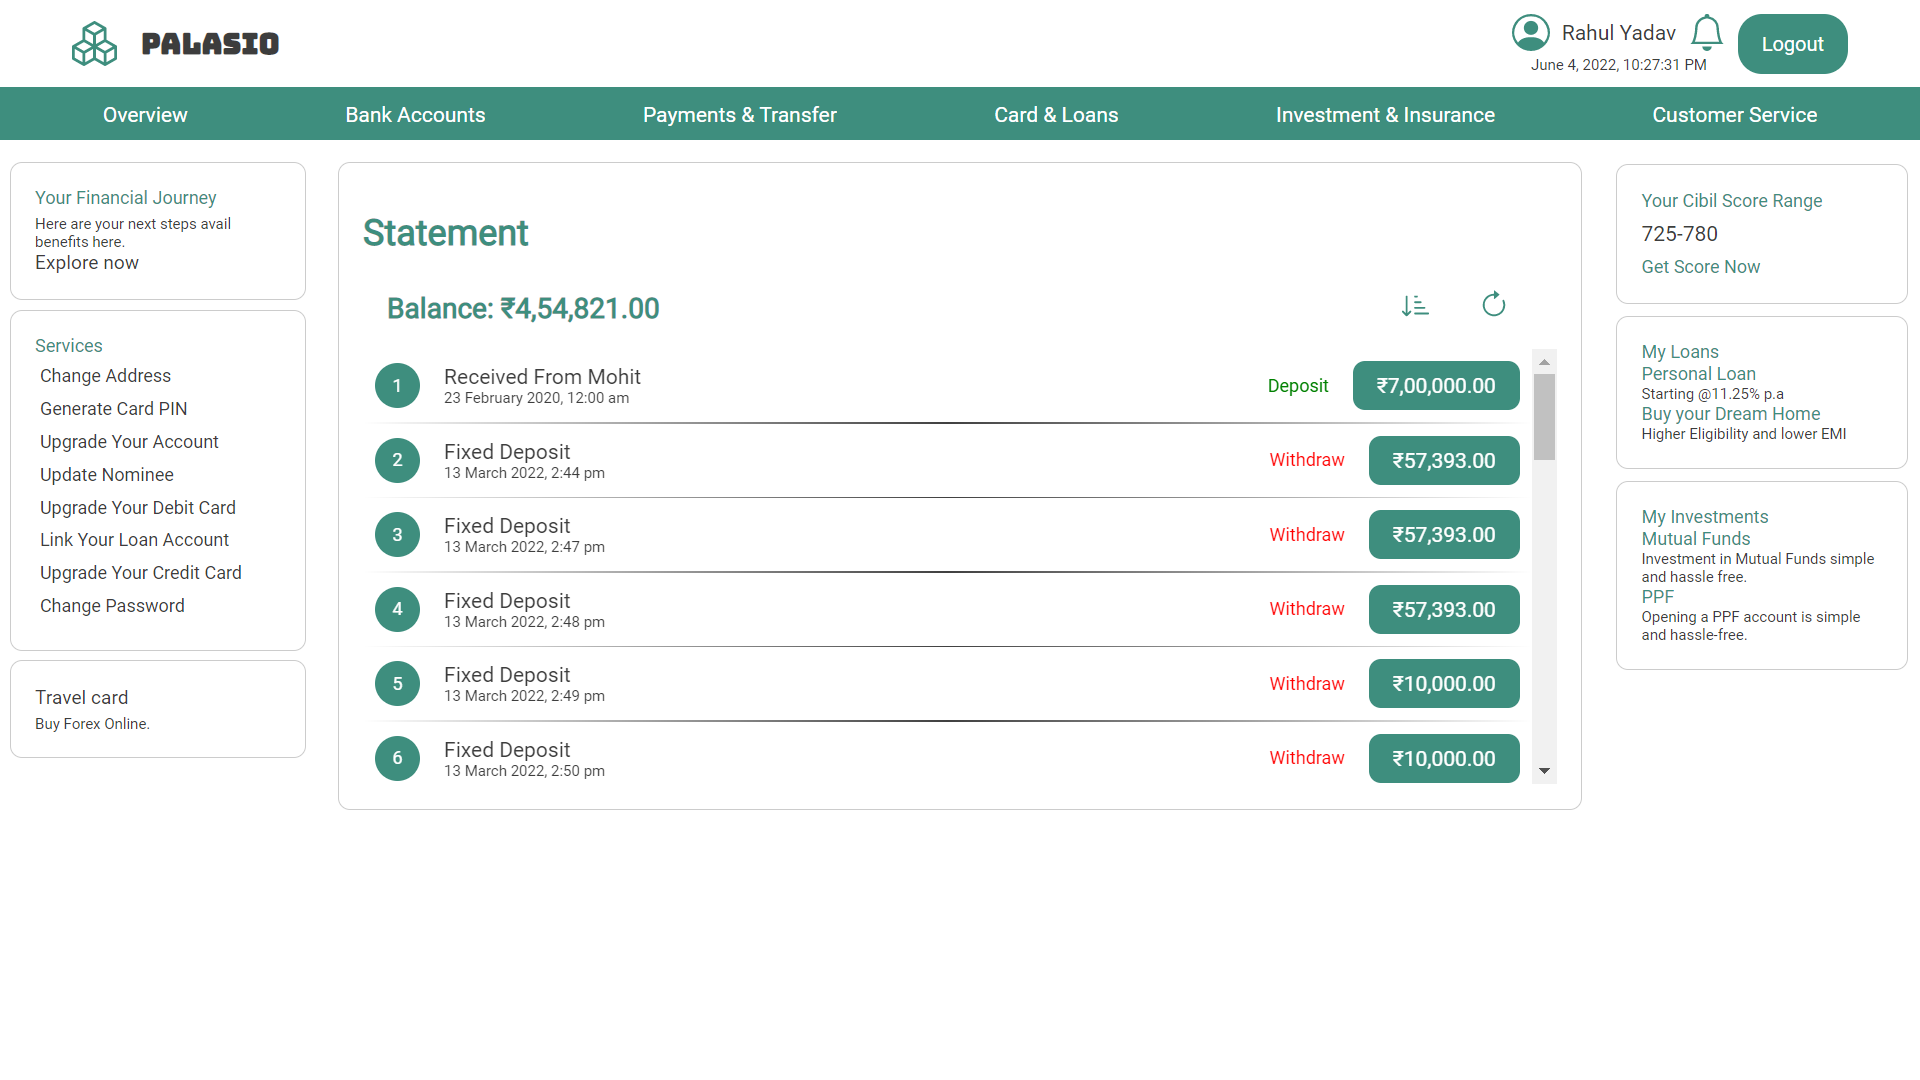 PALASIO
Rahul Yadav
June 4, 2022, 10:27:31 PM
Logout
Overview
Bank Accounts
Payments & Transfer
Card & Loans
Investment & Insurance
Customer Service
Your Financial Journey
Here are your next steps avail
benefits here.
Explore now
Services
Change Address
Generate Card PIN
Upgrade Your Account
Update Nominee
Upgrade Your Debit Card
Link Your Loan Account
Upgrade Your Credit Card
Change Password
Travel card
Buy Forex Online.
Statement
Balance: ₹4,54,821.00
1
Received From Mohit
23 February 2020, 12:00 am
Deposit
₹7,00,000.00
2
Fixed Deposit
13 March 2022, 2:44 pm
Withdraw
₹57,393.00
3
Fixed Deposit
13 March 2022, 2:47 pm
Withdraw
₹57,393.00
4
Fixed Deposit
13 March 2022, 2:48 pm
Withdraw
₹57,393.00
5
Fixed Deposit
13 March 2022, 2:49 pm
Withdraw
₹10,000.00
6
Fixed Deposit
13 March 2022, 2:50 pm
Withdraw
₹10,000.00
Your Cibil Score Range
725-780
Get Score Now
My Loans
Personal Loan
Starting @11.25% p.a
Buy your Dream Home
Higher Eligibility and lower EMI
My Investments
Mutual Funds
Investment in Mutual Funds simple
and hassle free.
PPF
Opening a PPF account is simple
and hassle-free.